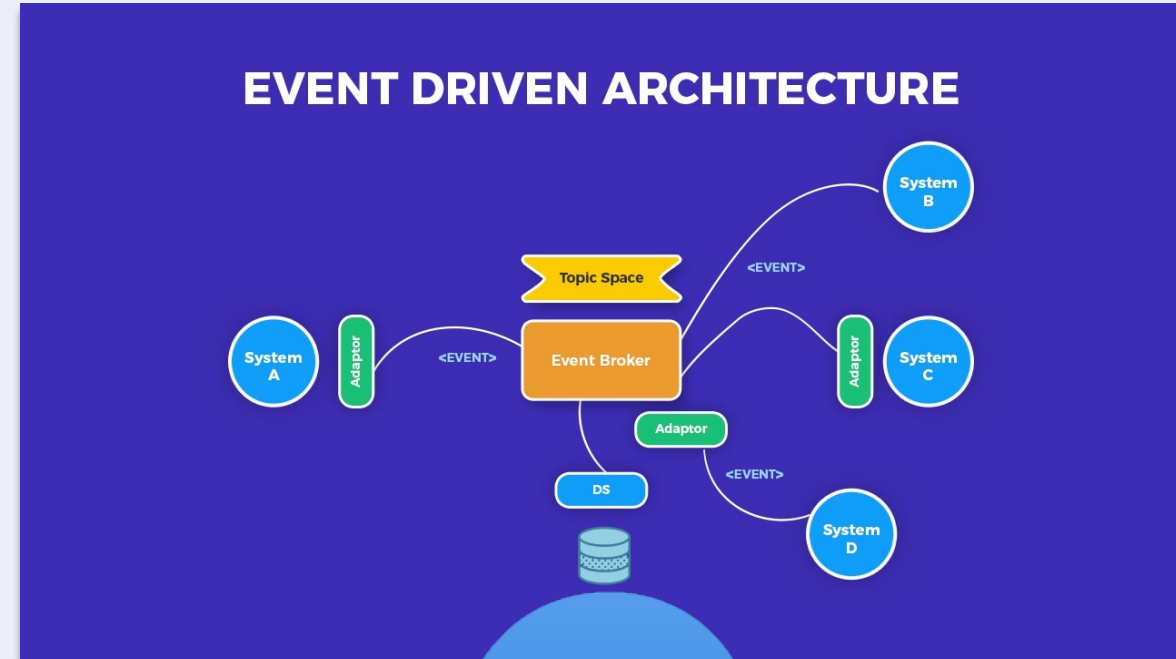 EVENT DRIVEN ARCHITECTURE
System
B
<EVENT>
Topic Space
System
A
Adaptor
<EVENT>
Event Broker
Adaptor
System
C
Adaptor
<EVENT>
DS
System
D